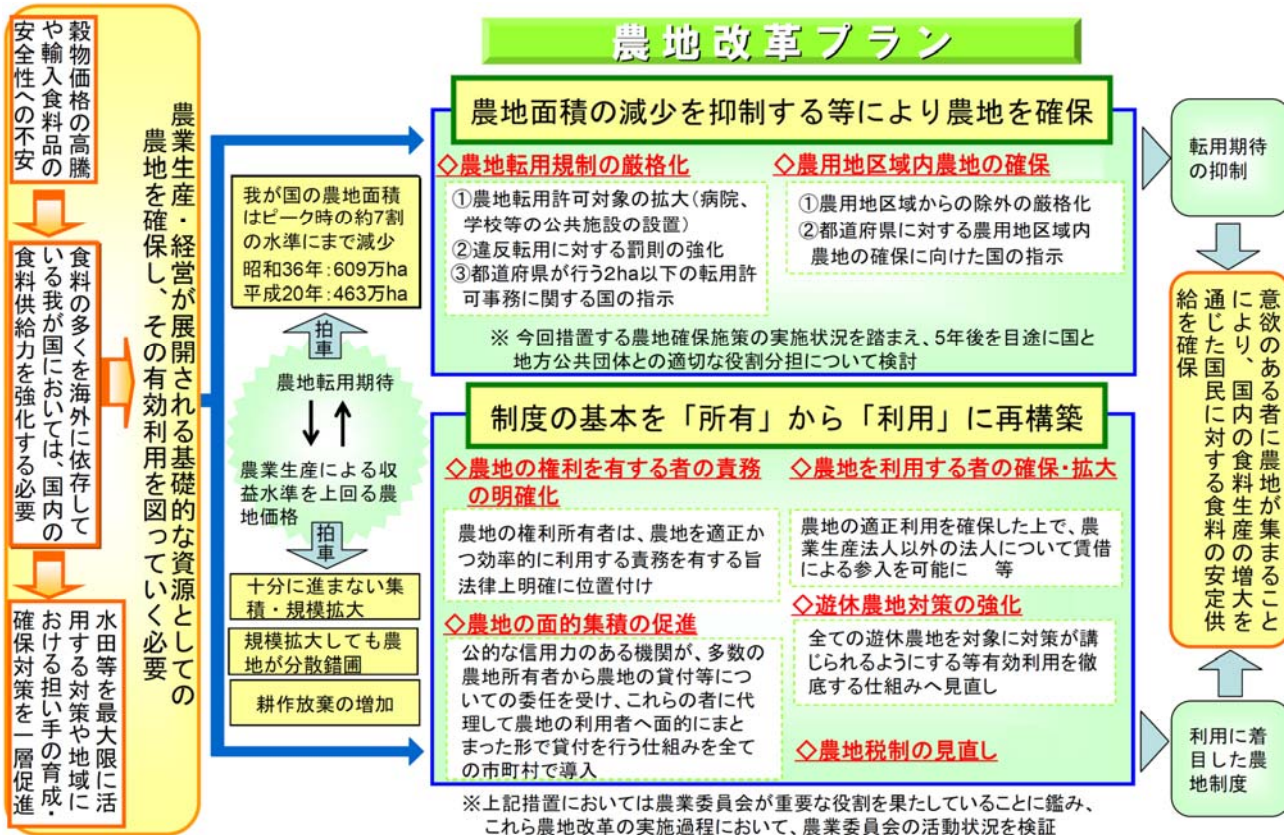 農地改革プラン
穀物価格の高騰
や輸入食料品の
安全性への不安
食料の多くを海外に依存して
いる我が国においては、国内の
食料供給力を強化する必要
水田等を最大限に活
用する対策や地域に
おける担い手の育成・
確保対策を一層促進
農業生産・経営が展開される基礎的な資源としての
農地を確保し、その有効利用を図っていく必要
我が国の農地面積
はピーク時の約7割
の水準にまで減少
昭和36年:609万ha
平成20年:463万ha
拍車
農地転用期待
農業生産による収
益水準を上回る農
地価格
拍車
十分に進まない集
積・規模拡大
規模拡大しても農
地が分散錯圃
耕作放棄の増加
農地面積の減少を抑制する等により農地を確保
◇農地転用規制の厳格化
①農地転用許可対象の拡大(病院、
学校等の公共施設の設置)
②違反転用に対する罰則の強化
③都道府県が行う2ha以下の転用許
可事務に関する国の指示
◇農用地区域内農地の確保
①農用地区域からの除外の厳格化
②都道府県に対する農用地区域内
農地の確保に向けた国の指示
※ 今回措置する農地確保施策の実施状況を踏まえ、5年後を目途に国と
地方公共団体との適切な役割分担について検討
制度の基本を「所有」から「利用」に再構築
◇農地の権利を有する者の責務
の明確化
農地の権利所有者は、農地を適正か
つ効率的に利用する責務を有する旨
法律上明確に位置付け
◇農地の面的集積の促進
公的な信用力のある機関が、多数の
農地所有者から農地の貸付等につ
いての委任を受け、これらの者に代
理して農地の利用者へ面的にまと
まった形で貸付を行う仕組みを全て
の市町村で導入
◇農地を利用する者の確保・拡大
農地の適正利用を確保した上で、農
業生産法人以外の法人について賃借
による参入を可能に 等
◇遊休農地対策の強化
全ての遊休農地を対象に対策が講
じられるようにする等有効利用を徹
底する仕組みへ見直し
◇農地税制の見直し
※上記措置においては農業委員会が重要な役割を果たしていることに鑑み、
これら農地改革の実施過程において、農業委員会の活動状況を検証
転用期待
の抑制
意欲のある者に農地が集まること
により、国内の食料生産の増大を
通じた国民に対する食料の安定供
給を確保
利用に着
目した農
地制度